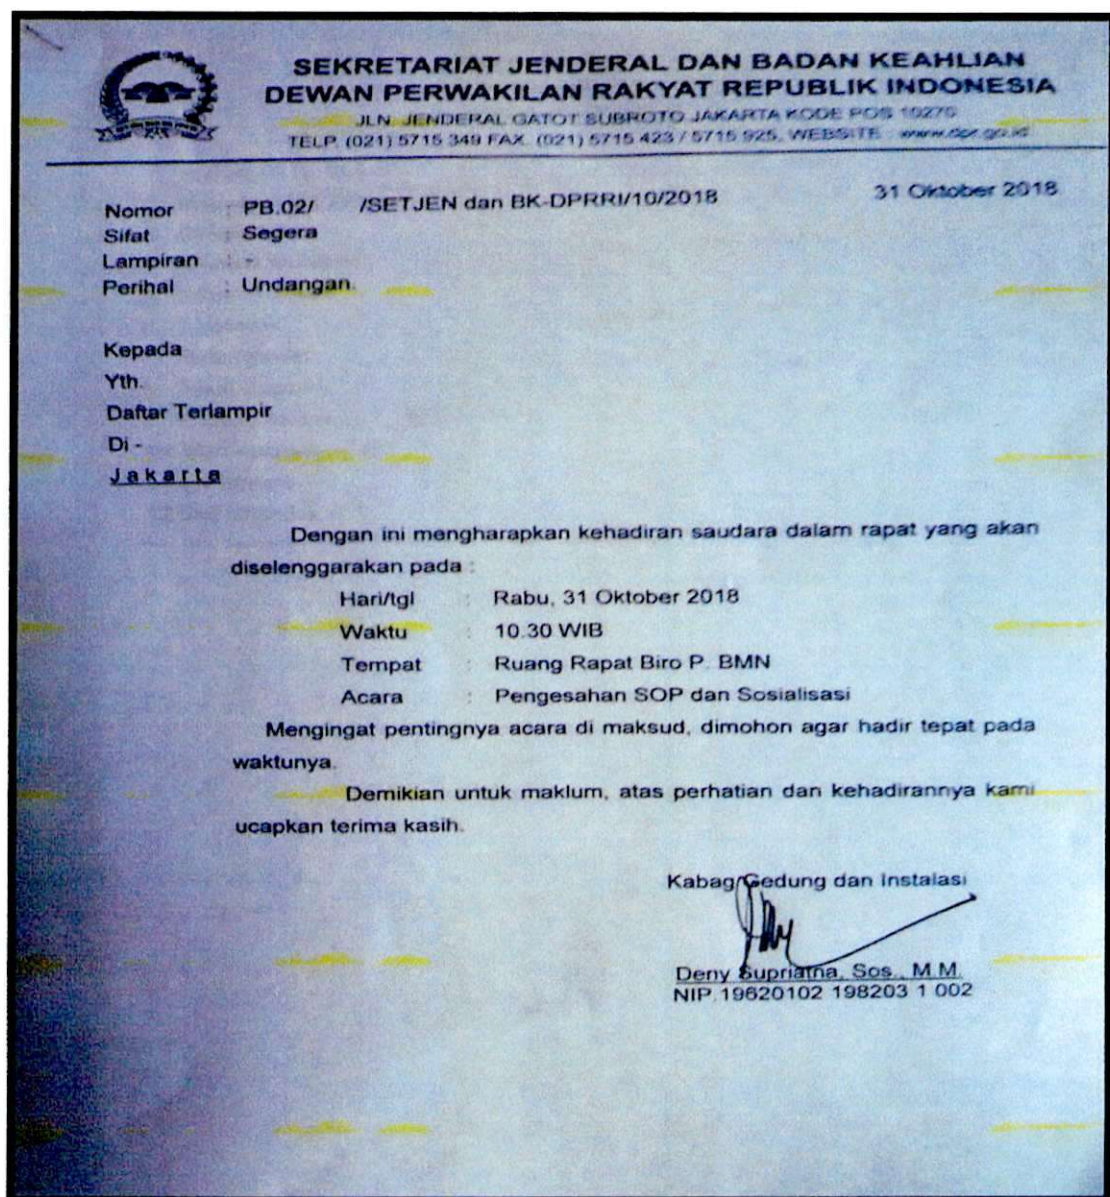 SEKRETARIAT JENDERAL DAN BADAN KEAHLIAN
DEWAN PERWAKILAN RAKYAT REPUBLIK INDONESIA
JLN. JENDERAL GATOT SUBROTO JAKARTA KODE POS 10270
TELP. (021) 5715 349 FAX. (021) 5715 423 / 5715 925, WEBSITE : www.dpr.go.id
31 Oktober 2018
Nomor : PB.02/ /SETJEN dan BK-DPRRI/10/2018
Sifat : Segera
Lampiran : -
Perihal : Undangan.
Kepada
Yth.
Daftar Terlampir
Di -
Jakarta
Dengan ini mengharapkan kehadiran saudara dalam rapat yang akan
diselenggarakan pada :
Hari/tgl : Rabu, 31 Oktober 2018
Waktu : 10.30 WIB
Tempat : Ruang Rapat Biro P. BMN
Acara : Pengesahan SOP dan Sosialisasi
Mengingat pentingnya acara di maksud, dimohon agar hadir tepat pada
waktunya.
Demikian untuk maklum, atas perhatian dan kehadirannya kami
ucapkan terima kasih.
Kabag Gedung dan Instalasi
Deny Supriatna, Sos., M.M.
NIP.19620102 198203 1 002